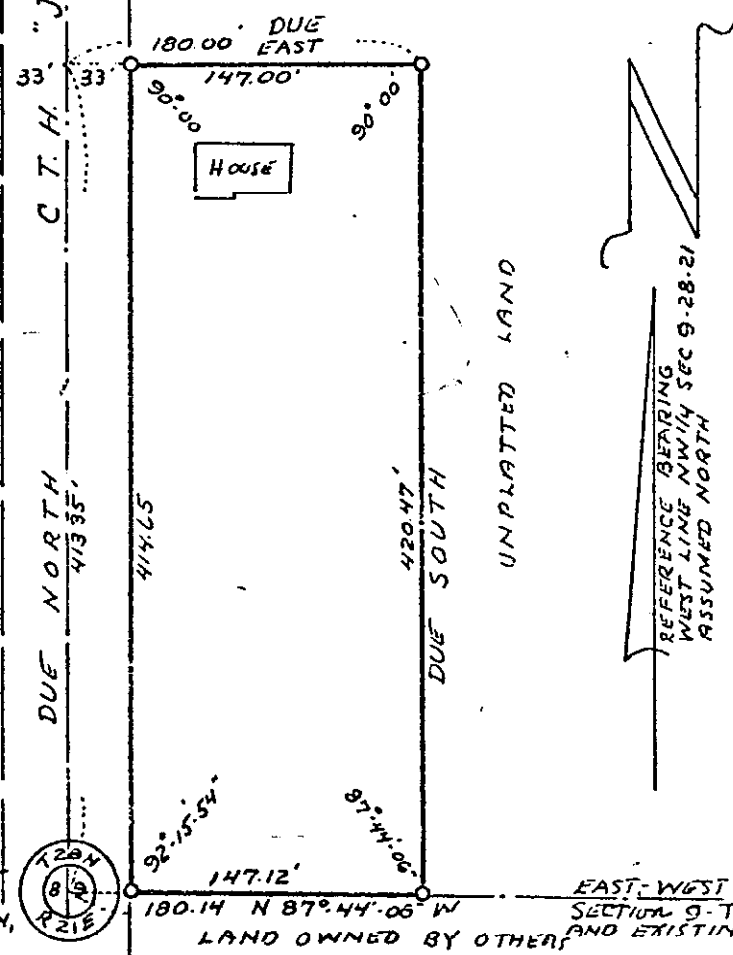 C. T. H. "J
33' 33'
180.00' DUE EAST
147.00'
90°-00
90°00'
HOUSE
DUE NORTH
413.35'
414.65
420.47'
DUE SOUTH
UNPLATTED LAND
REFERENCE BEARING
WEST LINE NW 1/4 SEC 9-28-21
ASSUMED NORTH
92°-15'-54"
87°-44'-06"
T28N
8 9
R21E
147.12'
180.14 N 87°-44'-06" W
LAND OWNED BY OTHERS
EAST-WEST
SECTION 9-T
AND EXISTIN